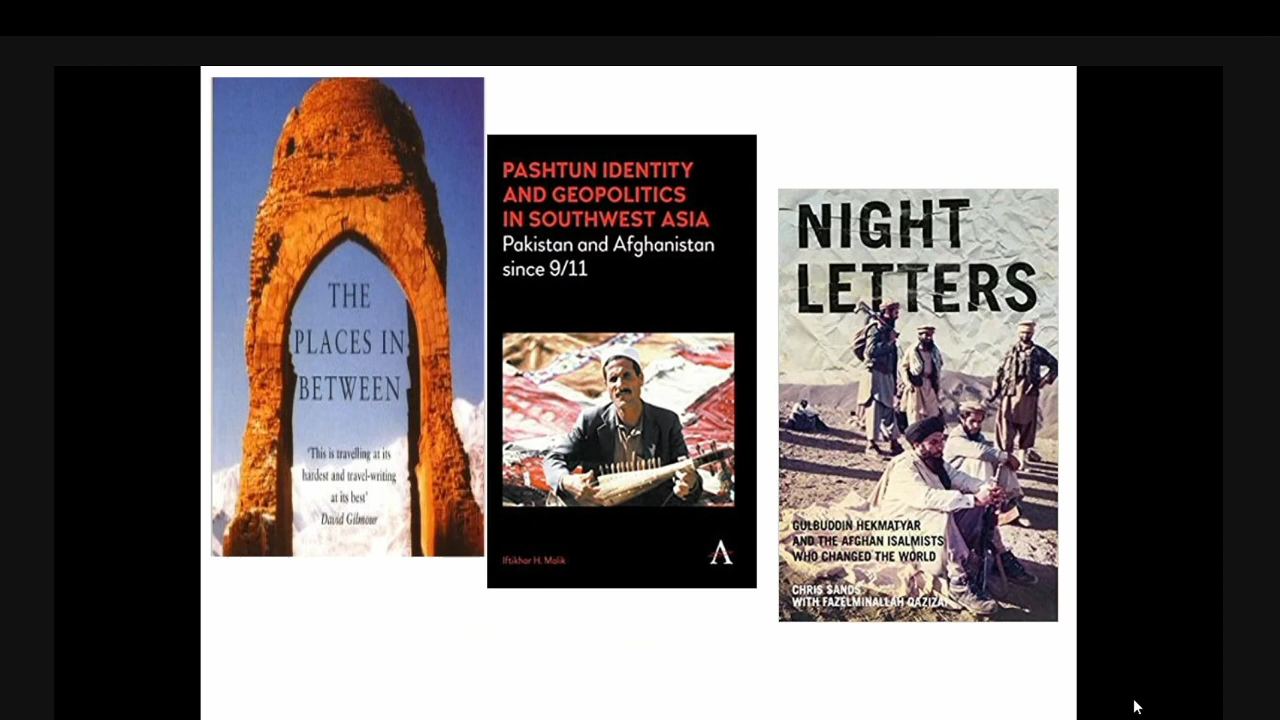 THE
PLACES IN
BETWEEN
'This is travelling at its
hardest and travel-writing
at its best'
David Gilmour
PASHTUN IDENTITY
AND GEOPOLITICS
IN SOUTHWEST ASIA
Pakistan and Afghanistan
since 9/11
Iftikhar H. Malik
NIGHT
LETTERS
GULBUDDIN HEKMATYAR
AND THE AFGHAN ISALMISTS
WHO CHANGED THE WORLD
CHRIS SANDS
WITH FAZELMINALLAH QAZIZAI